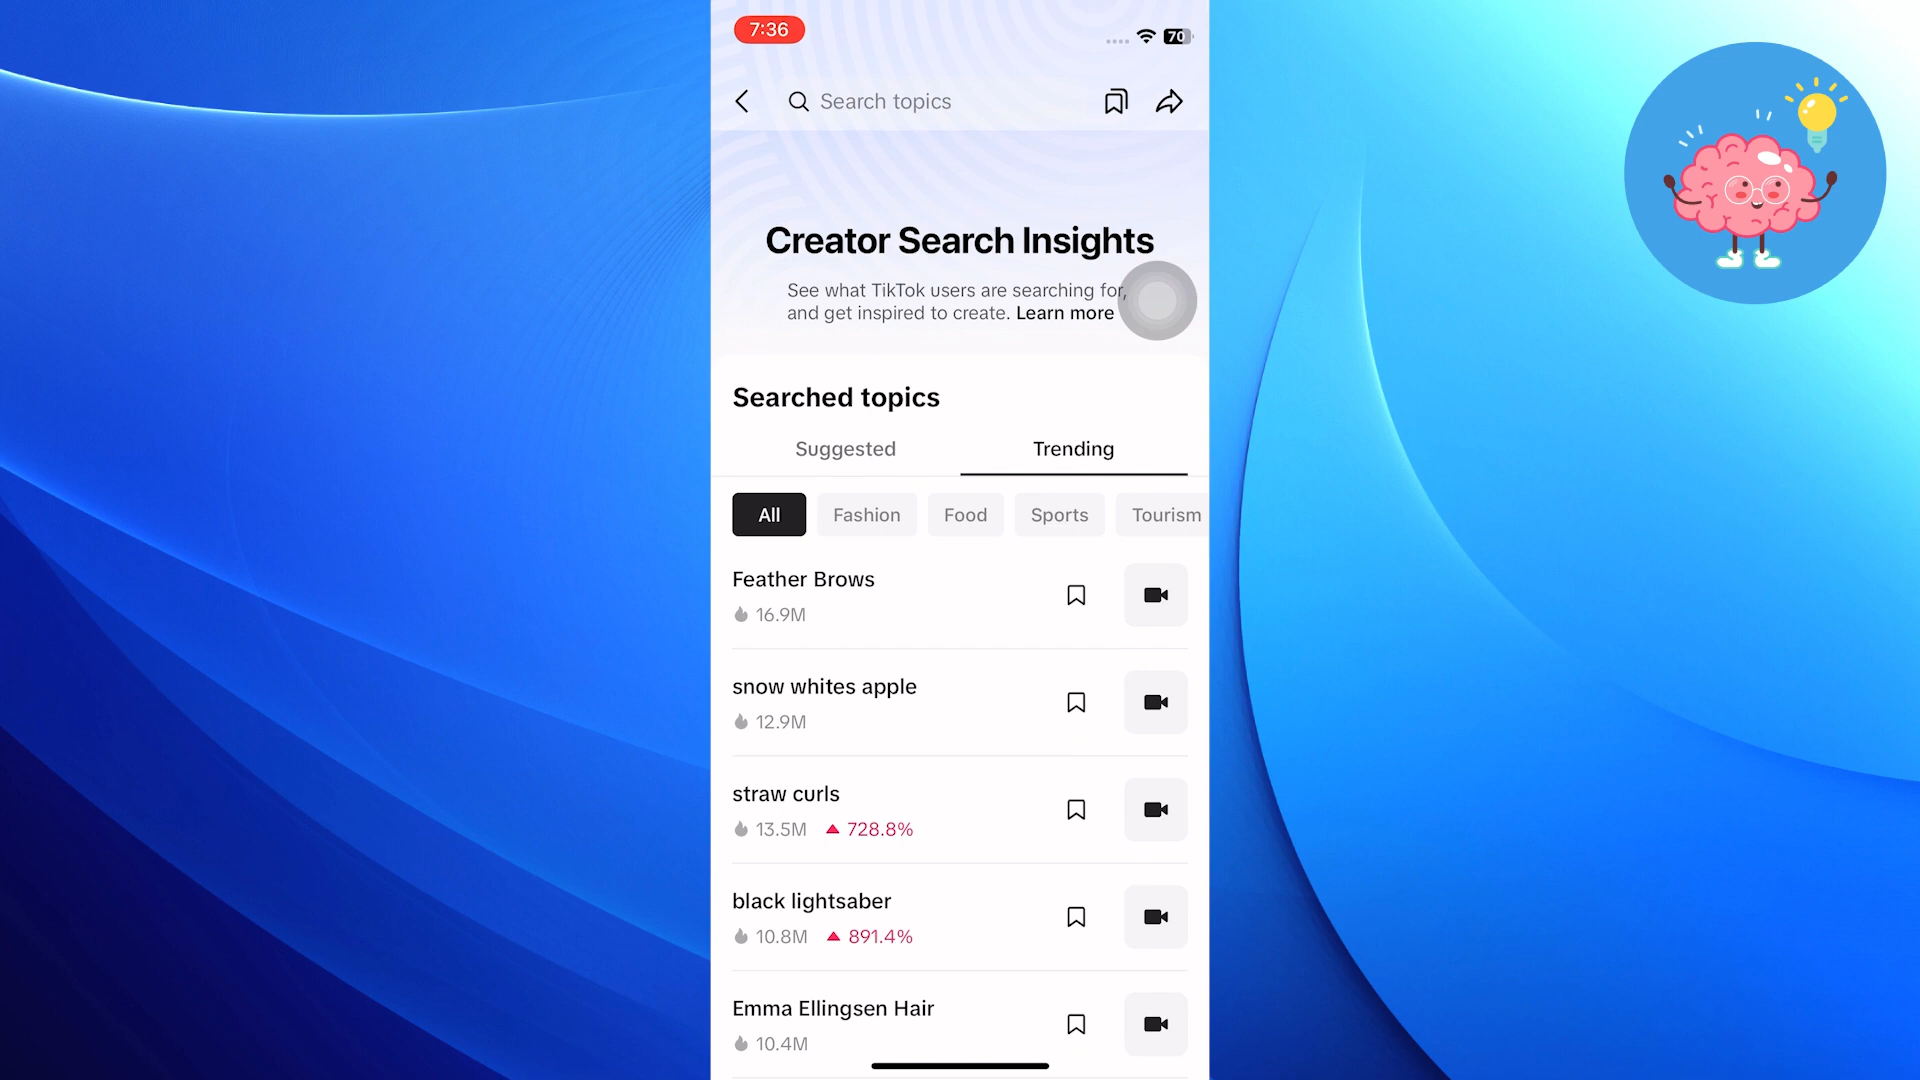 7:36
70
Search topics
Creator Search Insights
See what TikTok users are searching for,
and get inspired to create. Learn more
Searched topics
Suggested Trending
All Fashion Food Sports Tourism
Feather Brows
16.9M
snow whites apple
12.9M
straw curls
13.5M 728.8%
black lightsaber
10.8M 891.4%
Emma Ellingsen Hair
10.4M